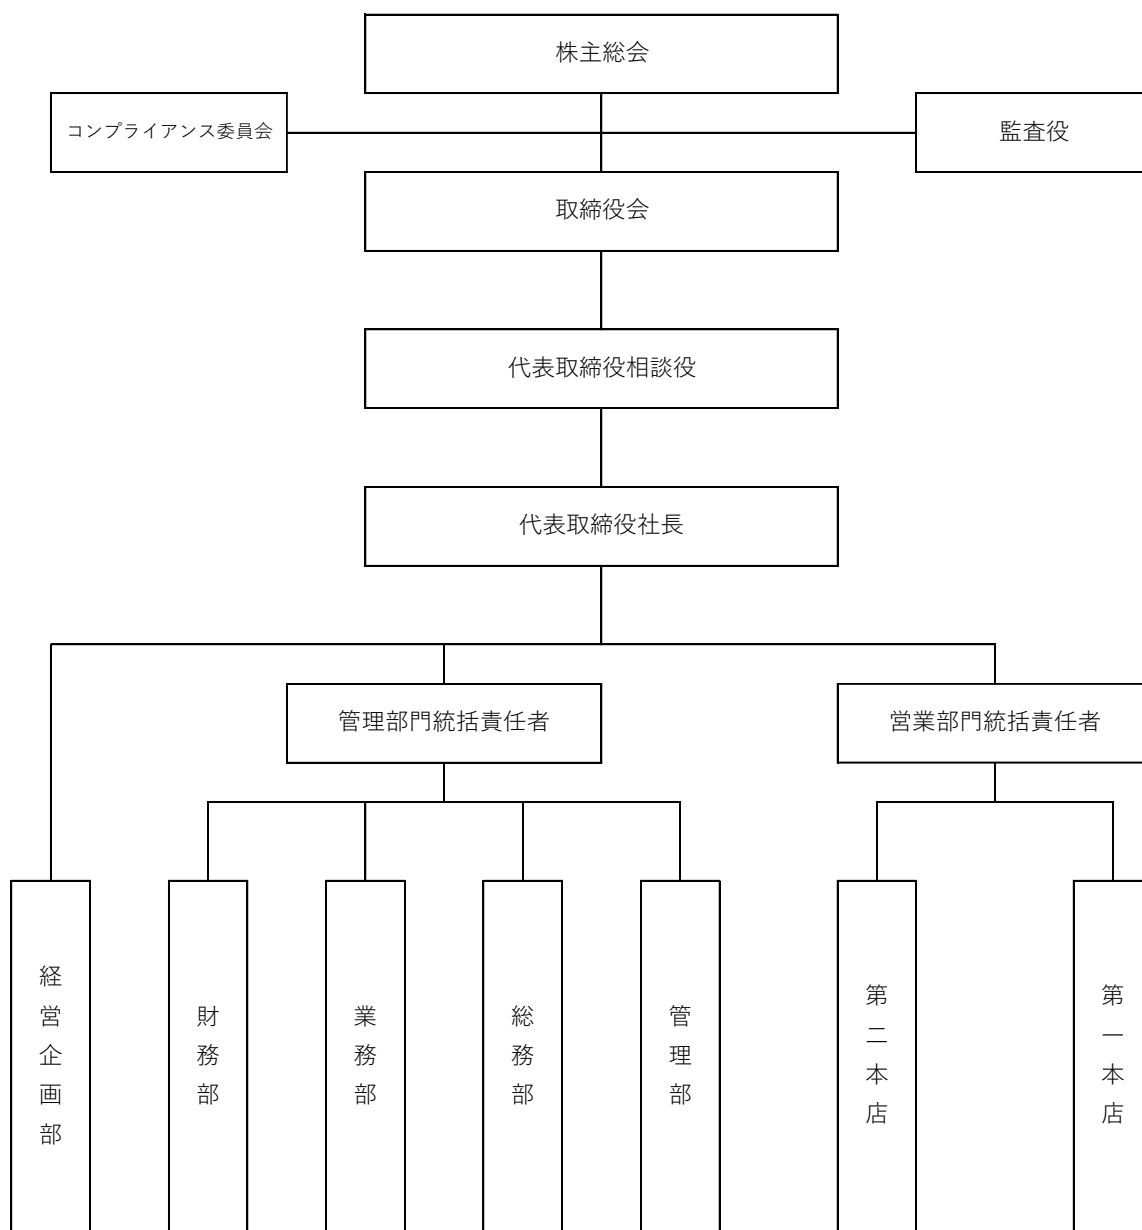 株主総会
コンプライアンス委員会
監査役
取締役会
代表取締役相談役
代表取締役社長
管理部門統括責任者
営業部門統括責任者
経営企画部
財務部
業務部
総務部
管理部
第二本店
第一本店